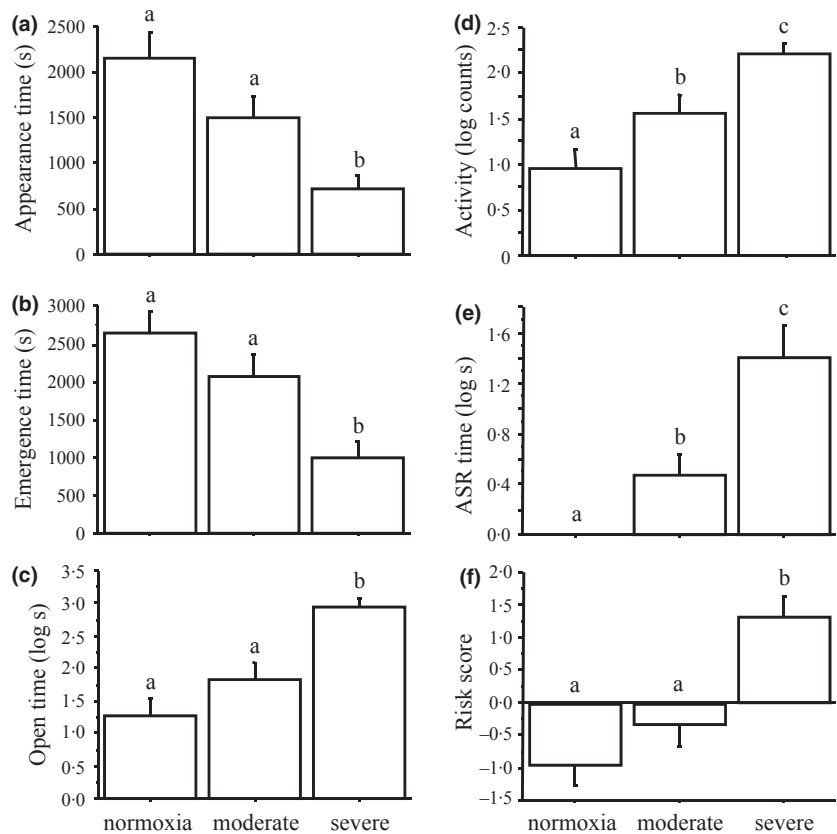 (a)
Appearance time (s)
2500
2000
1500
1000
500
0
a
a
b
(b)
Emergence time (s)
3000
2500
2000
1500
1000
500
0
a
a
b
(c)
Open time (log s)
3·5
3·0
2·5
2·0
1·5
1·0
0·5
0·0
a
a
b
normoxia moderate severe
(d)
Activity (log counts)
2·5
2·0
1·5
1·0
0·5
0
a
b
c
(e)
ASR time (log s)
1·6
1·2
0·8
0·4
0·0
a
b
c
(f)
Risk score
2·0
1·5
1·0
0·5
0·0
–0·5
–1·0
–1·5
a
a
b
normoxia moderate severe